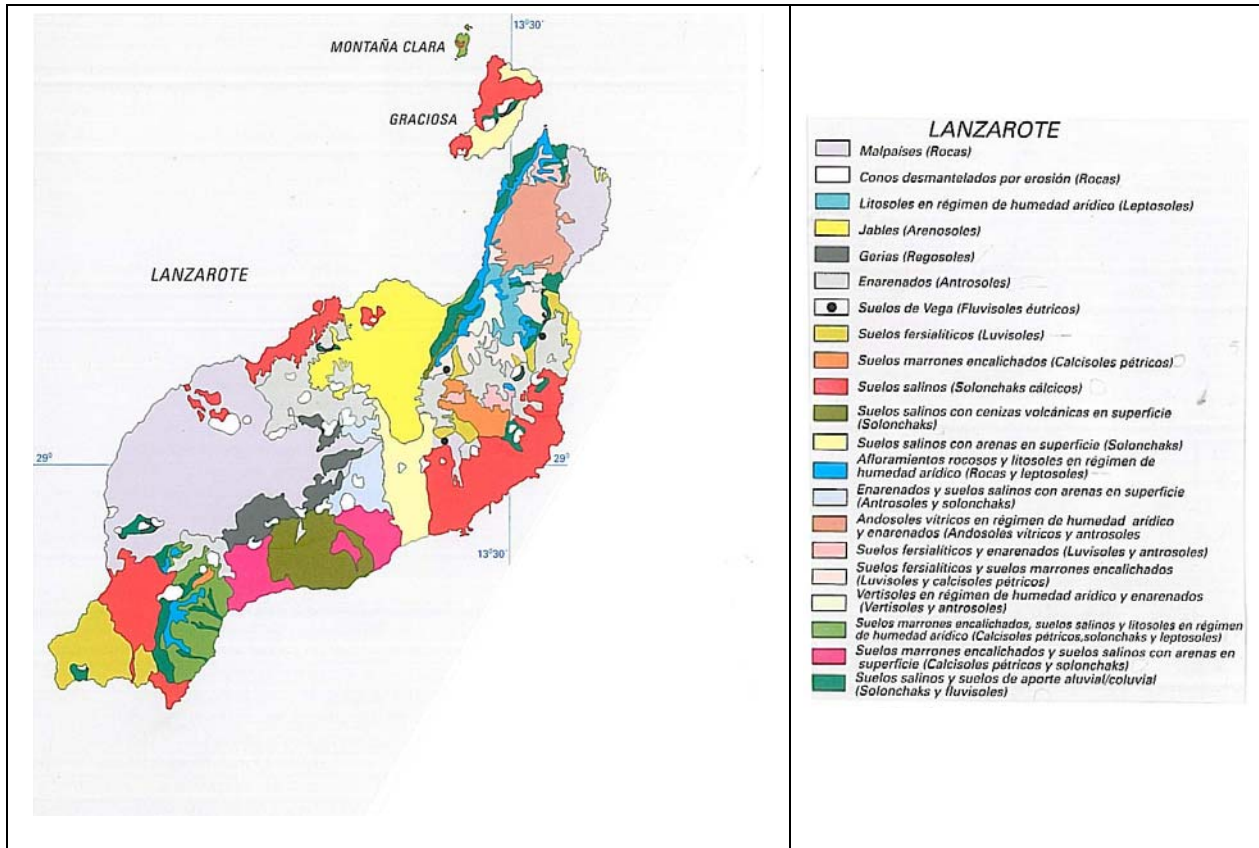 13º30'
MONTAÑA CLARA
GRACIOSA
LANZAROTE
29º
29º
13º30'
LANZAROTE
Malpaíses (Rocas)
Conos desmantelados por erosión (Rocas)
Litosoles en régimen de humedad arídico (Leptosoles)
Jables (Arenosoles)
Gerias (Regosoles)
Enarenados (Antrosoles)
Suelos de Vega (Fluvisoles éutricos)
Suelos fersialíticos (Luvisoles)
Suelos marrones encalichados (Calcisoles pétricos)
Suelos salinos (Solonchaks cálcicos)
Suelos salinos con cenizas volcánicas en superficie
(Solonchaks)
Suelos salinos con arenas en superficie (Solonchaks)
Afloramientos rocosos y litosoles en régimen de
humedad arídico (Rocas y leptosoles)
Enarenados y suelos salinos con arenas en superficie
(Antrosoles y solonchaks)
Andosoles vítricos en régimen de humedad arídico
y enarenados (Andosoles vítricos y antrosoles
Suelos fersialíticos y enarenados (Luvisoles y antrosoles)
Suelos fersialíticos y suelos marrones encalichados
(Luvisoles y calcisoles pétricos)
Vertisoles en régimen de humedad arídico y enarenados
(Vertisoles y antrosoles)
Suelos marrones encalichados, suelos salinos y litosoles en régimen
de humedad arídico (Calcisoles pétricos,solonchaks y leptosoles)
Suelos marrones encalichados y suelos salinos con arenas en
superficie (Calcisoles pétricos y solonchaks)
Suelos salinos y suelos de aporte aluvial/coluvial
(Solonchaks y fluvisoles)